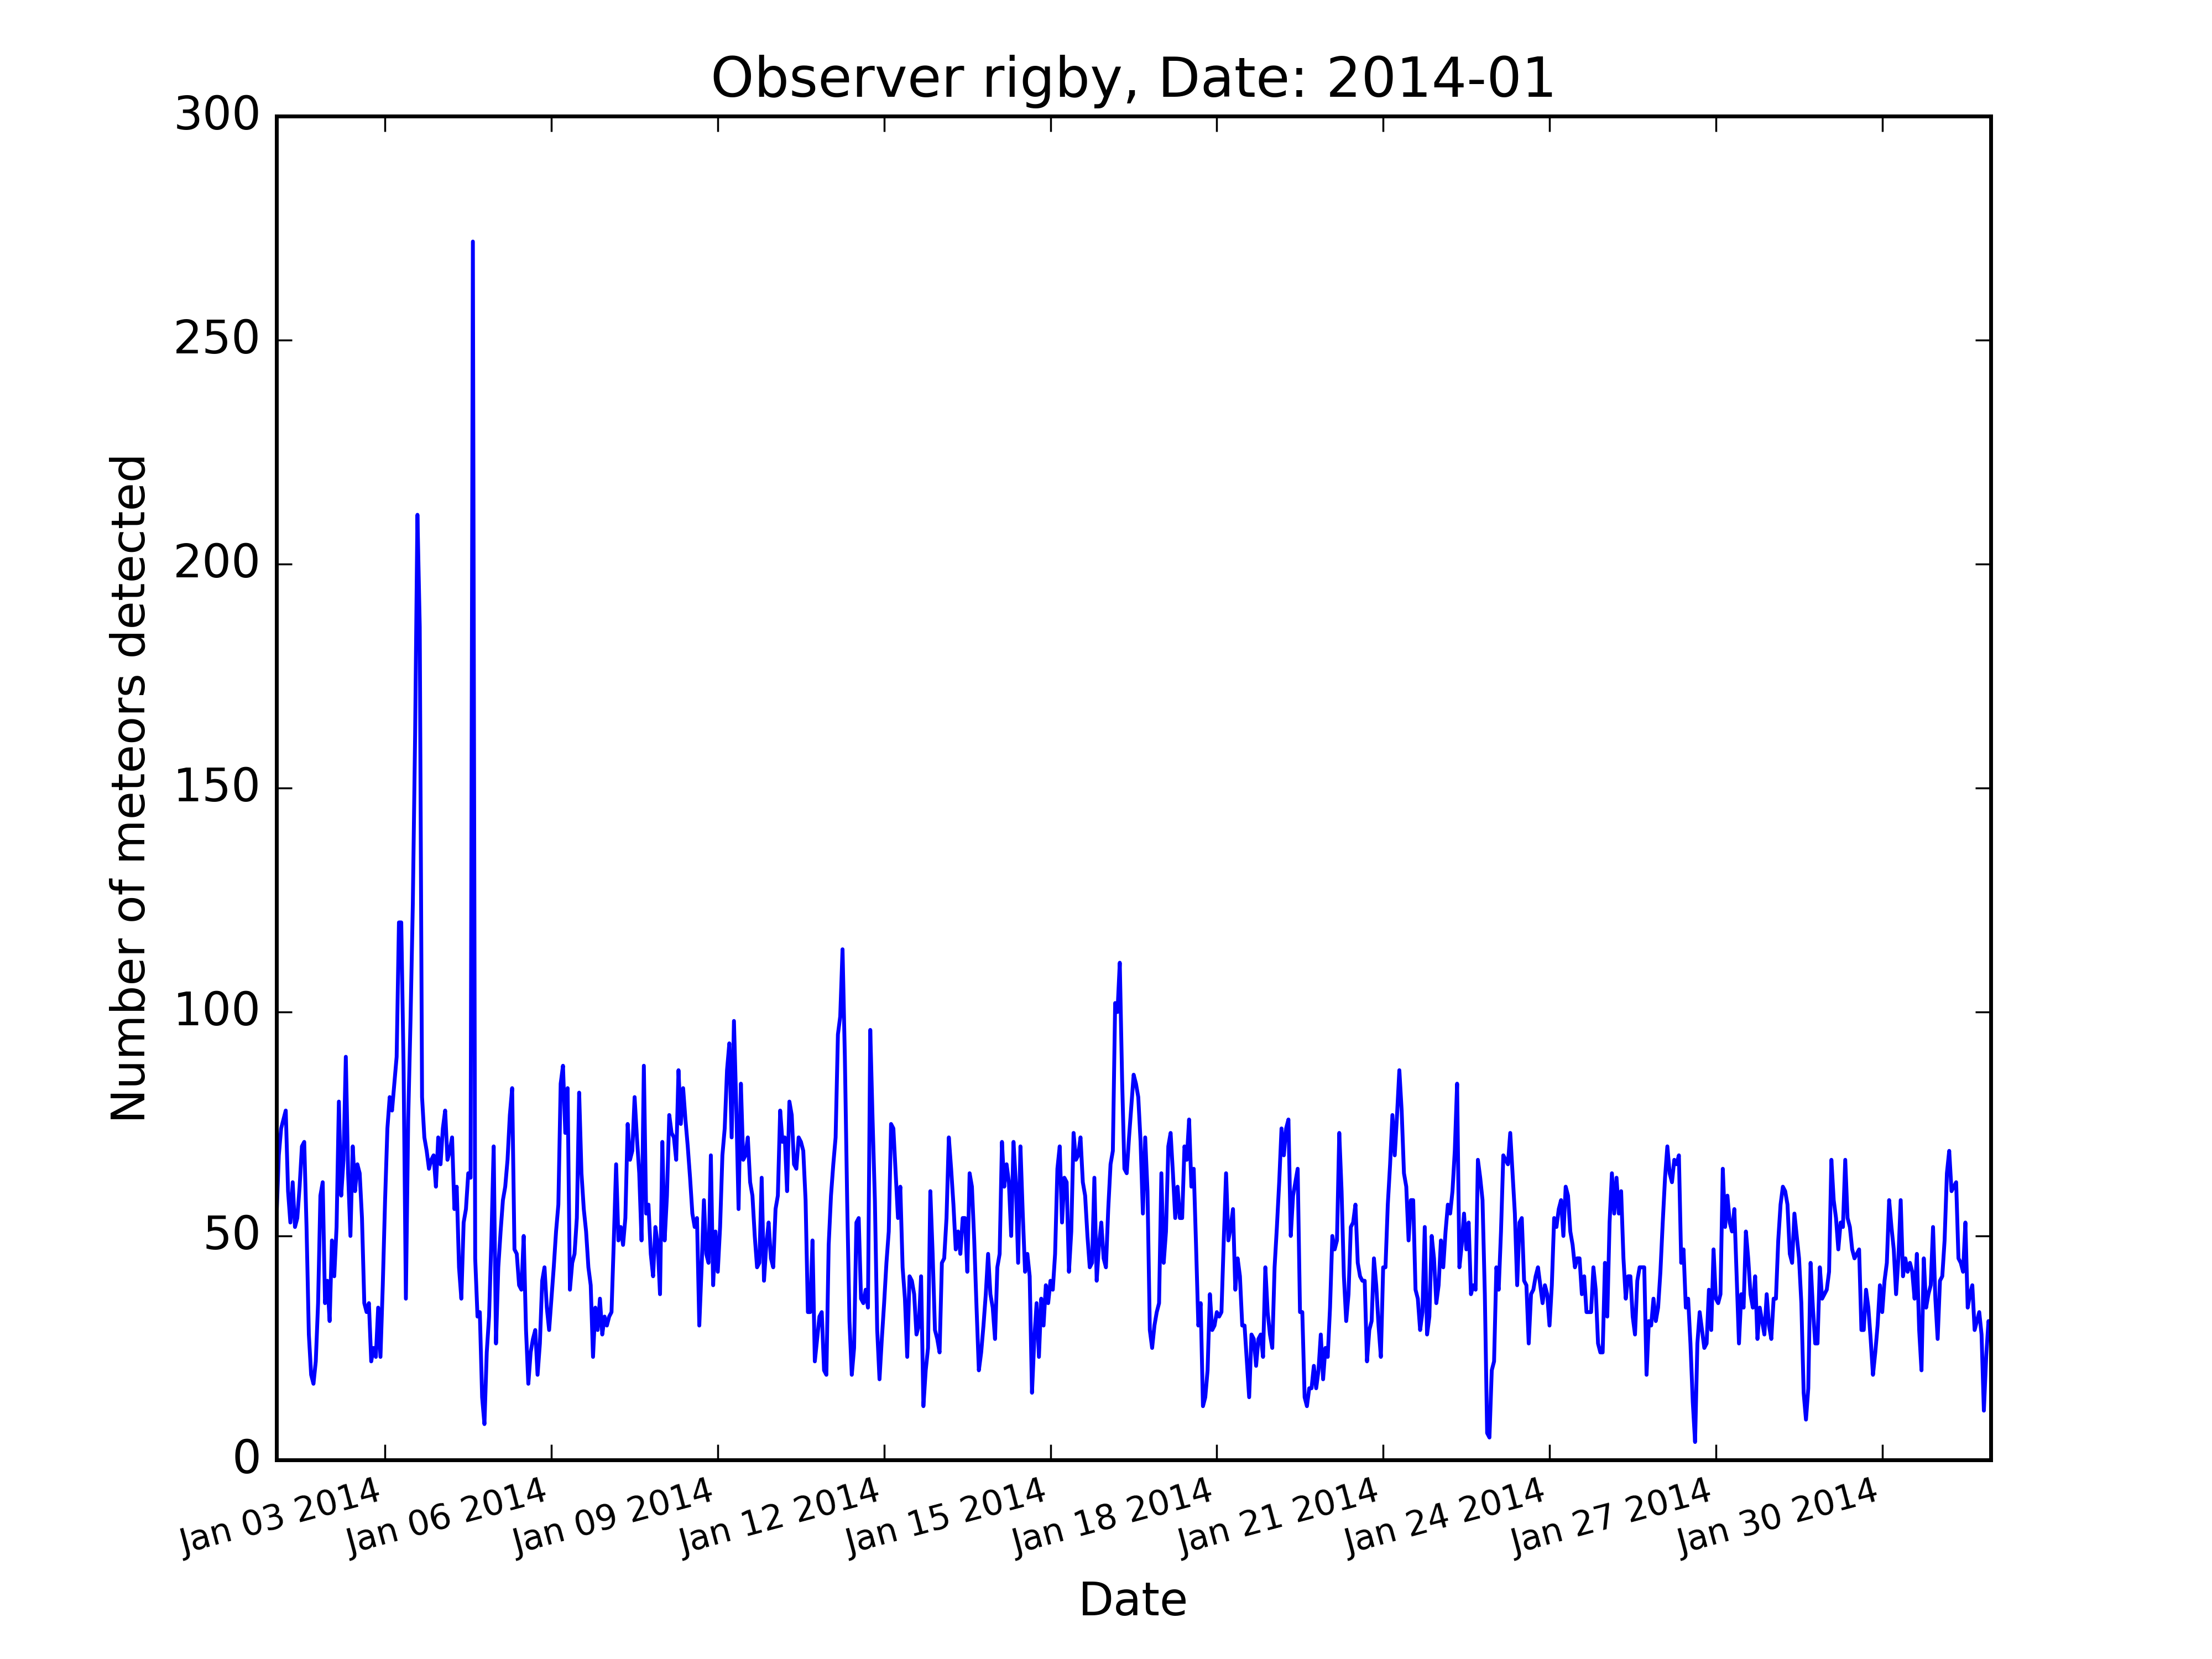 Observer rigby, Date: 2014-01
300
250
200
150
100
50
0
Number of meteors detected
Jan 03 2014
Jan 06 2014
Jan 09 2014
Jan 12 2014
Jan 15 2014
Jan 18 2014
Jan 21 2014
Jan 24 2014
Jan 27 2014
Jan 30 2014
Date